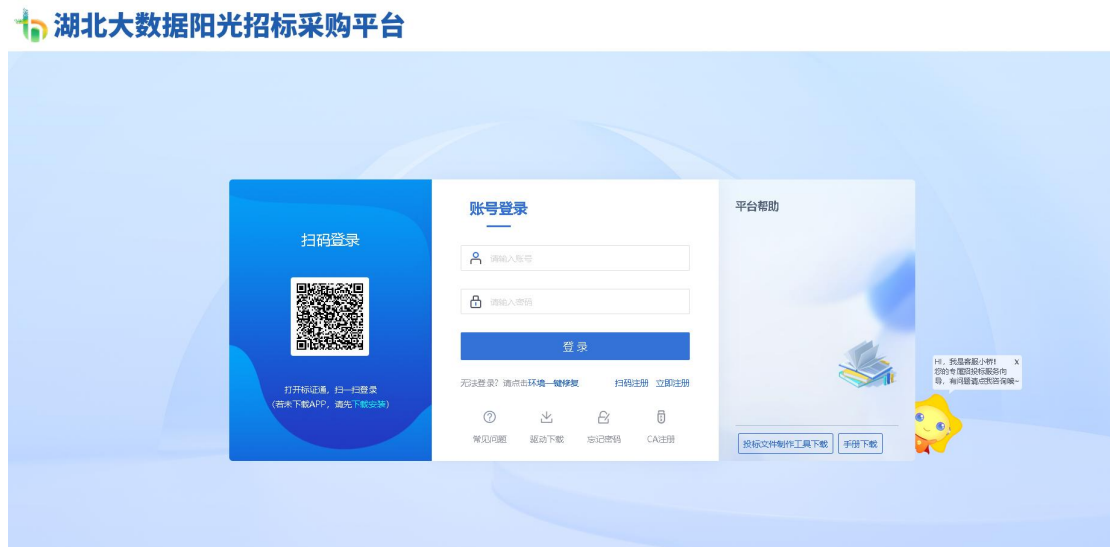 湖北大数据阳光招标采购平台
扫码登录
打开标证通，扫一扫登录
(若未下载APP，请先下载安装)
账号登录
请输入账号
请输入密码
登 录
无法登录？请点击环境一键修复 扫码注册 立即注册
常见问题 驱动下载 忘记密码 CA注册
平台帮助
投标文件制作工具下载 手册下载
HI，我是客服小桥！ X
您的专属招投标服务向
导，有问题请点我咨询噢~